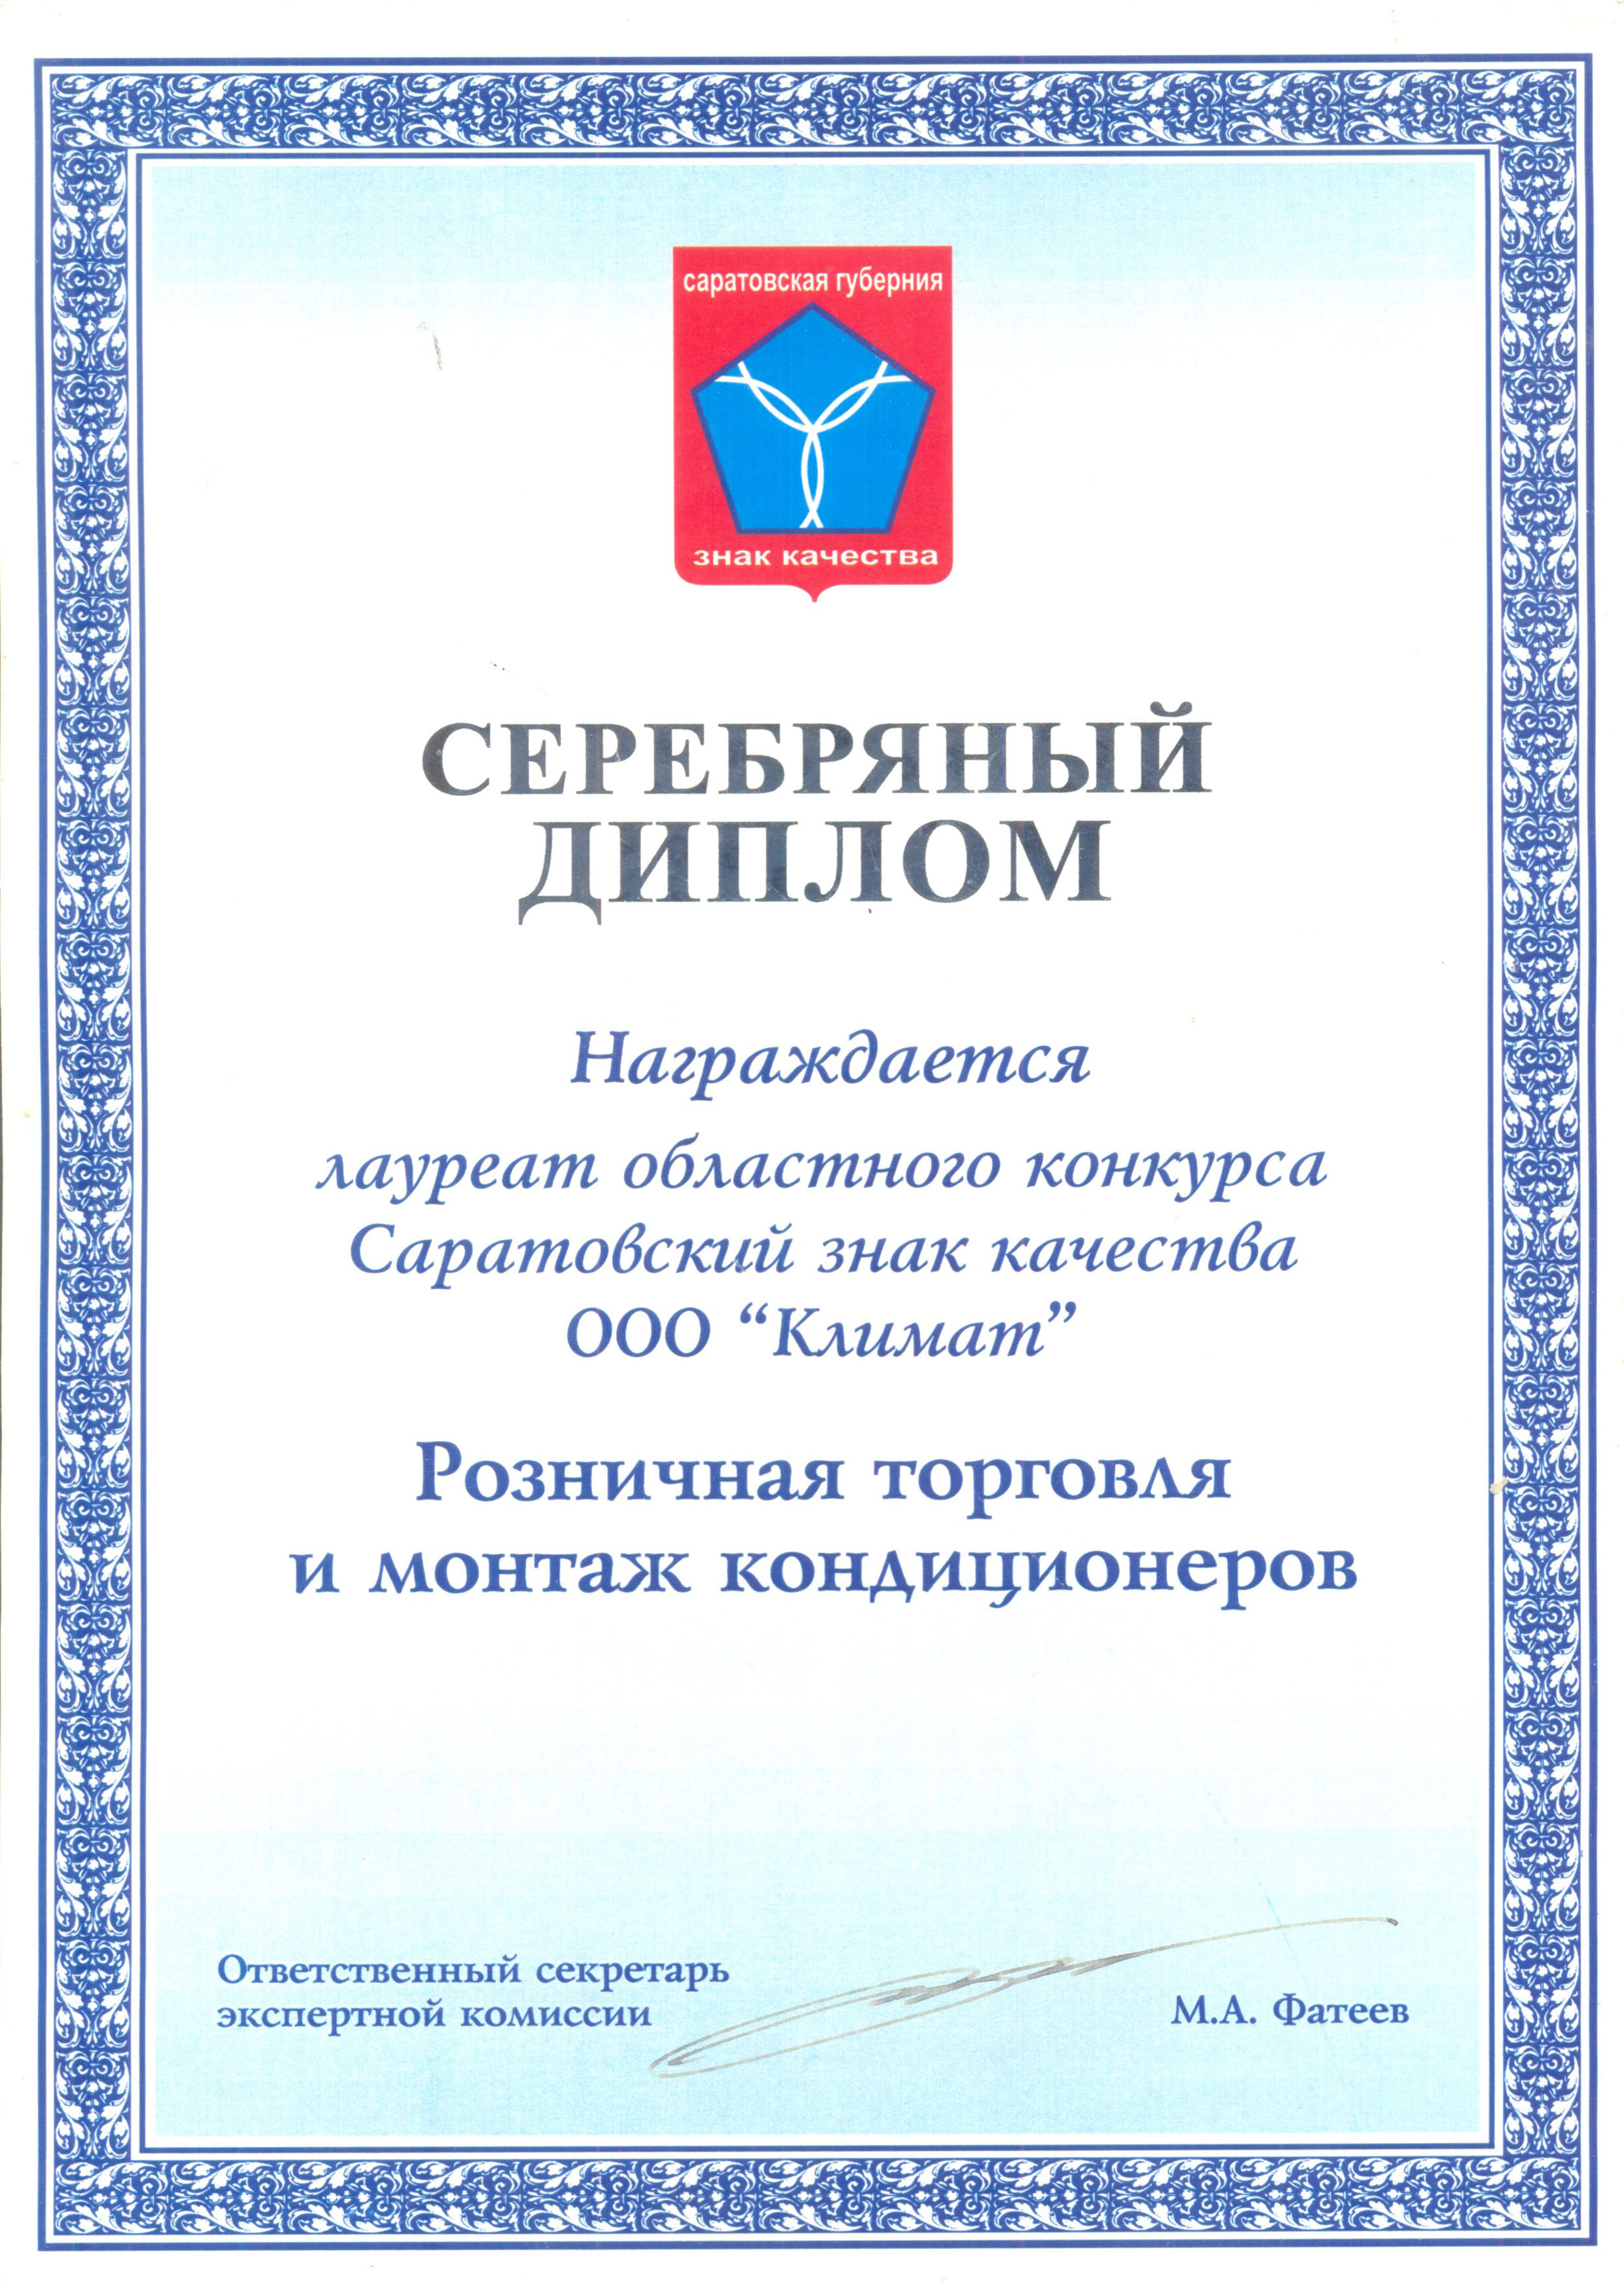 саратовская губерния
знак качества
СЕРЕБРЯНЫЙ
ДИПЛОМ
Награждается
лауреат областного конкурса
Саратовский знак качества
ООО “Климат”
Розничная торговля
и монтаж кондиционеров
Ответственный секретарь
экспертной комиссии
М.А. Фатеев